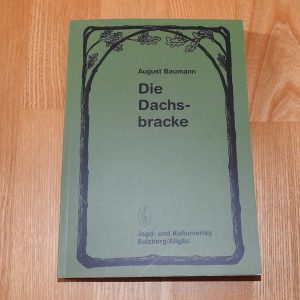 August Baumann
Die
Dachs-
bracke
Jagd- und Kulturverlag
Sulzberg/Allgäu